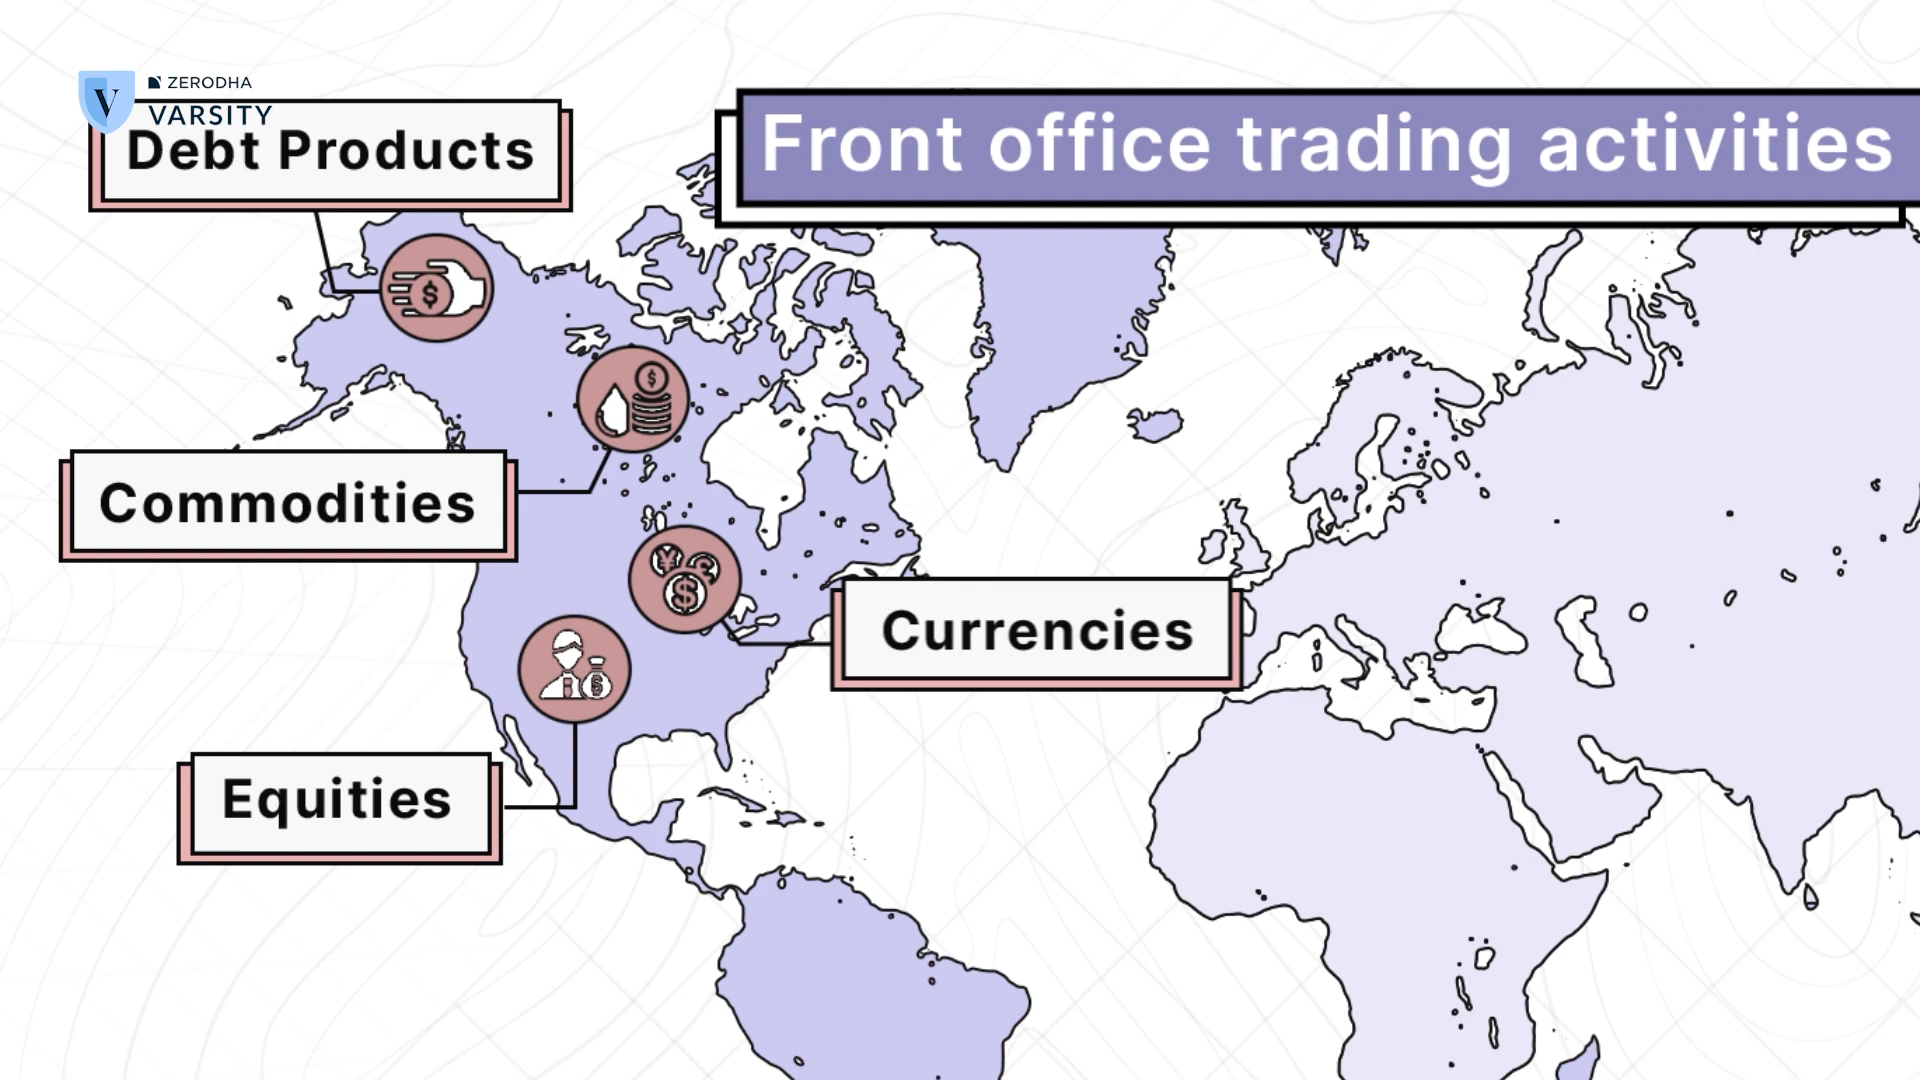 ZERODHA
VARSITY
Debt Products
Front office trading activities
Commodities
Currencies
Equities